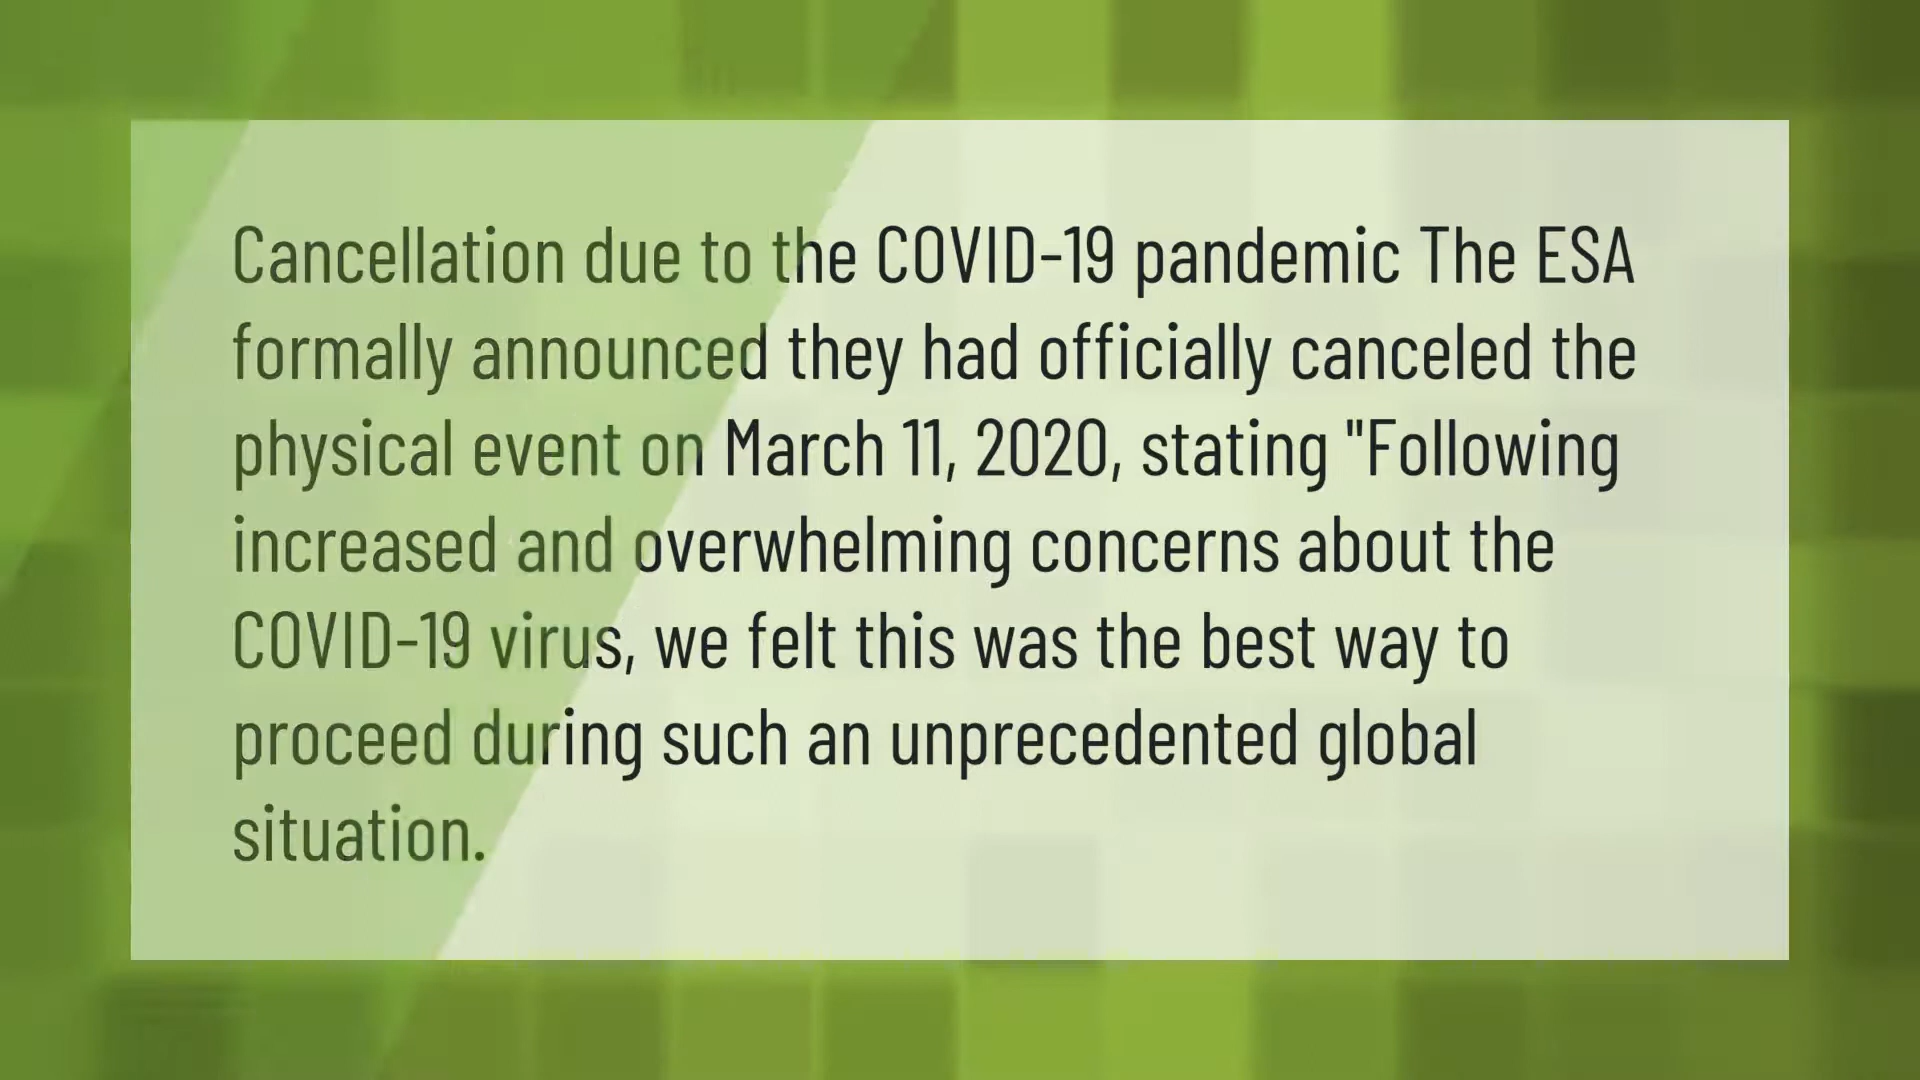 Cancellation due to the COVID-19 pandemic The ESA
formally announced they had officially canceled the
physical event on March 11, 2020, stating "Following
increased and overwhelming concerns about the
COVID-19 virus, we felt this was the best way to
proceed during such an unprecedented global
situation.